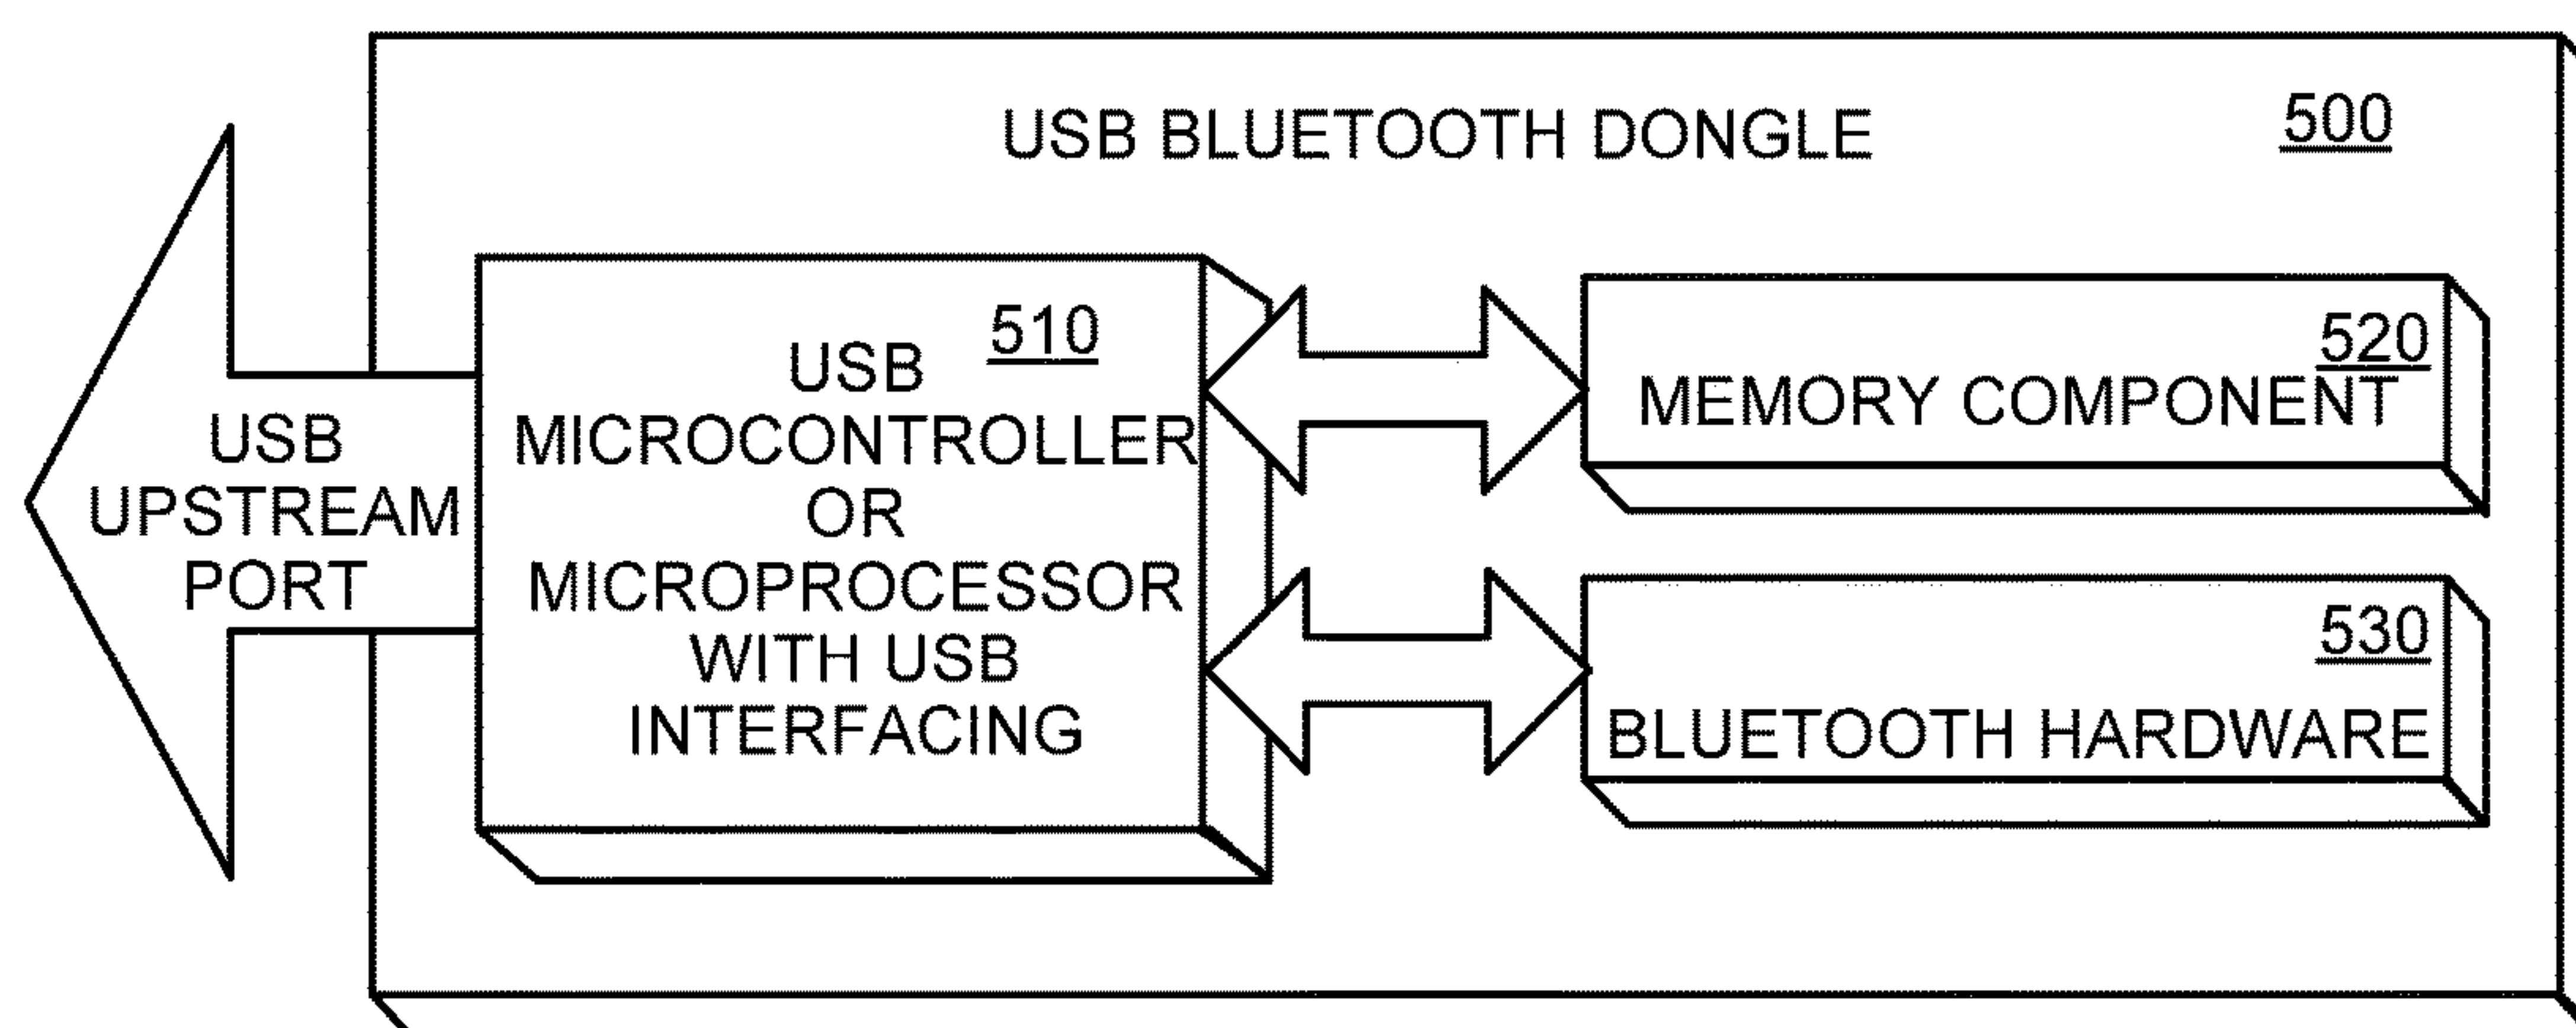 USB BLUETOOTH DONGLE
500
USB
UPSTREAM
PORT
510
USB
MICROCONTROLLER
OR
MICROPROCESSOR
WITH USB
INTERFACING
520
MEMORY COMPONENT
530
BLUETOOTH HARDWARE